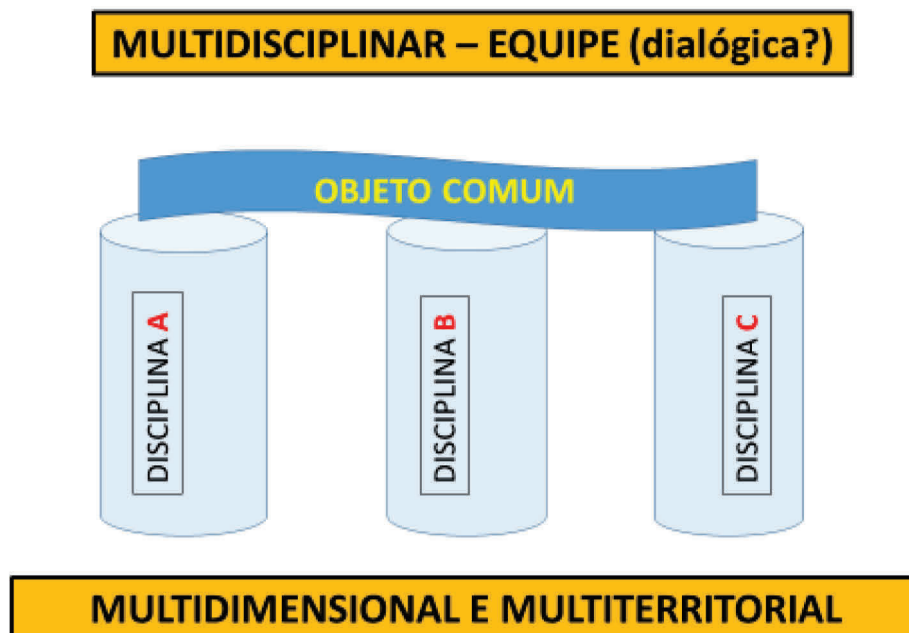 MULTIDISCIPLINAR – EQUIPE (dialógica?)
OBJETO COMUM
DISCIPLINA A
DISCIPLINA B
DISCIPLINA C
MULTIDIMENSIONAL E MULTITERRITORIAL